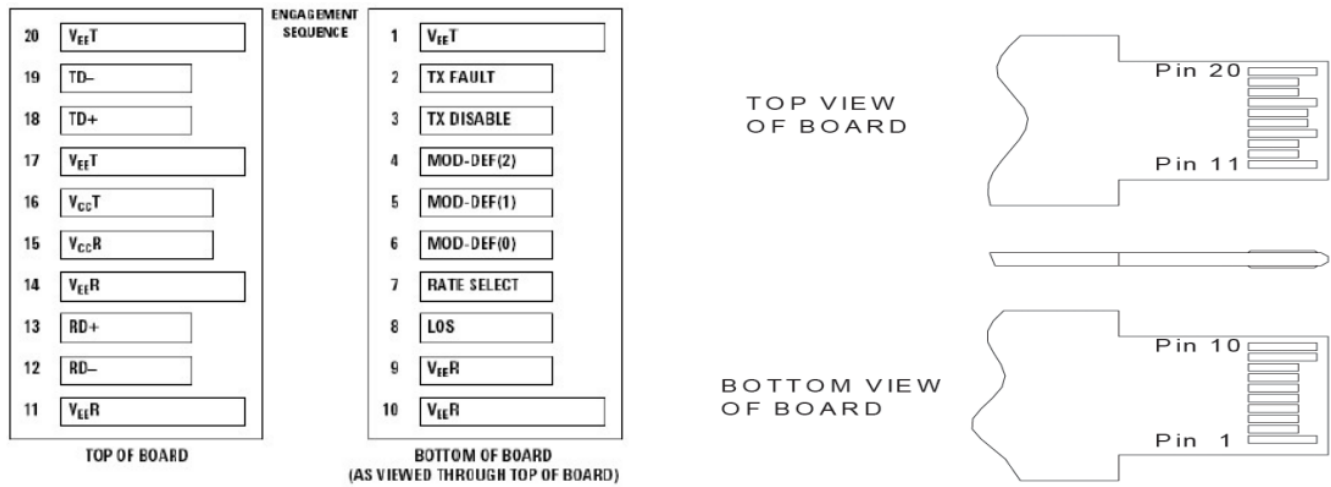 ENGAGEMENT
SEQUENCE
20 VEET
19 TD–
18 TD+
17 VEET
16 VCCT
15 VCCR
14 VEER
13 RD+
12 RD–
11 VEER
TOP OF BOARD
1 VEET
2 TX FAULT
3 TX DISABLE
4 MOD-DEF(2)
5 MOD-DEF(1)
6 MOD-DEF(0)
7 RATE SELECT
8 LOS
9 VEER
10 VEER
BOTTOM OF BOARD
(AS VIEWED THROUGH TOP OF BOARD)
TOP VIEW
OF BOARD
Pin 20
Pin 11
BOTTOM VIEW
OF BOARD
Pin 10
Pin 1